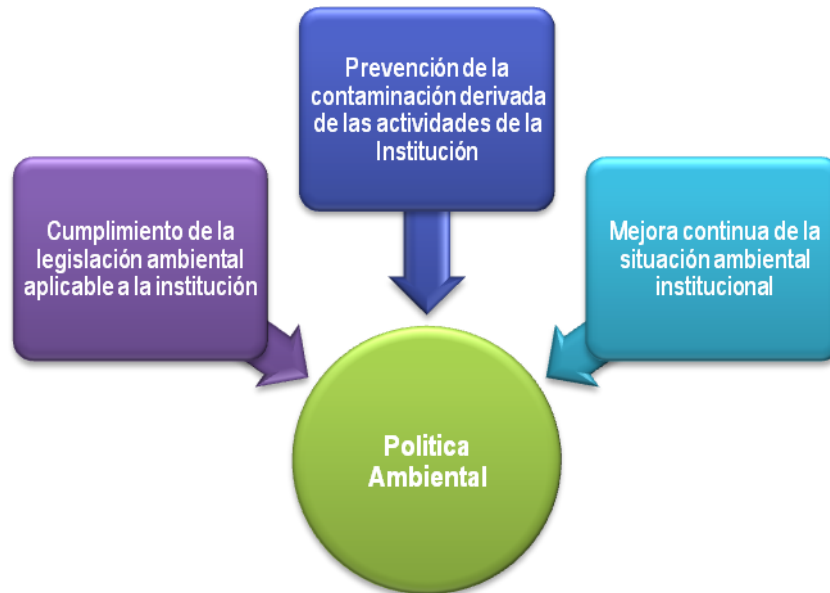 Prevención de la
contaminación derivada
de las actividades de la
Institución
Cumplimiento de la
legislación ambiental
aplicable a la institución
Mejora continua de la
situación ambiental
institucional
Politica
Ambiental